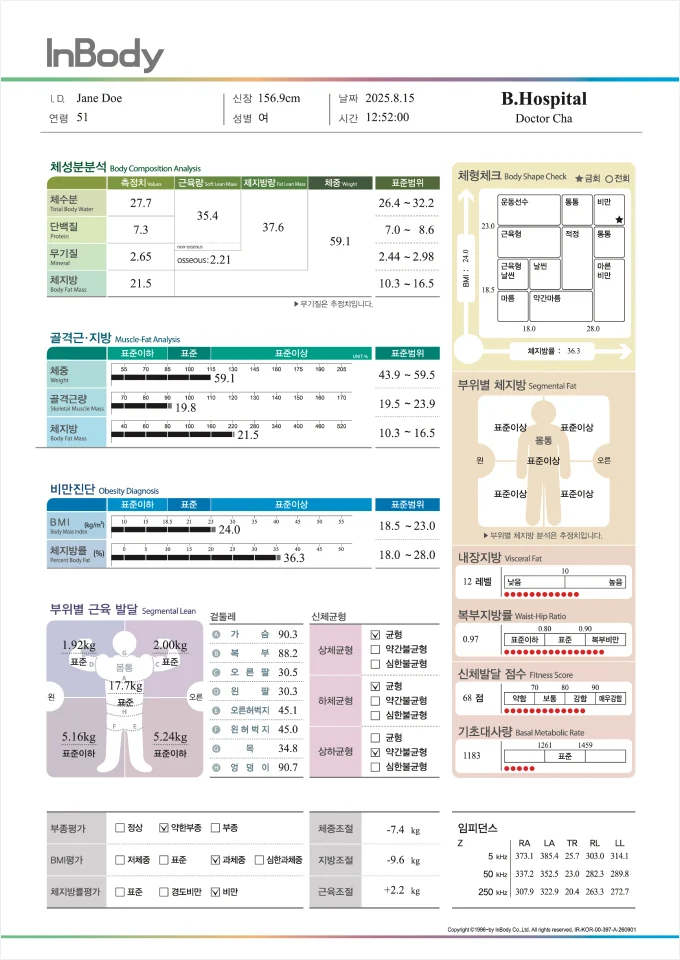 InBody
I.D. Jane Doe 신장 156.9cm 날짜 2025.8.15 B.Hospital
연령 51 성별 여 시간 12:52:00 Doctor Cha
체성분분석 Body Composition Analysis
측정치 Values 근육량 Soft Lean Mass 제지방량 Fat Lean Mass 체중 Weight 표준범위
체수분 27.7 35.4 37.6 59.1 26.4 ~ 32.2
Total Body Water
단백질 7.3 7.0 ~ 8.6
Protein
non-osseous
무기질 2.65 osseous: 2.21 2.44 ~ 2.98
Mineral
체지방 21.5 10.3 ~ 16.5
Body Fat Mass
▶ 무기질은 추정치입니다.
골격근·지방 Muscle-Fat Analysis
표준이하 표준 표준이상 UNIT:% 표준범위
체중 55 70 85 100 115 130 145 160 175 190 205
Weight 59.1 43.9 ~ 59.5
골격근량 70 80 90 100 110 120 130 140 150 160 170
Skeletal Muscle Mass 19.8 19.5 ~ 23.9
체지방 40 60 80 100 160 220 280 340 400 460 520
Body Fat Mass 21.5 10.3 ~ 16.5
비만진단 Obesity Diagnosis
표준이하 표준 표준이상 표준범위
BMI (kg/m²) 10 15 18.5 21 23 30 35 40 45 50 55
Body Mass Index 24.0 18.5 ~ 23.0
체지방률 (%) 0 5 10 15 20 25 30 35 40 45 50
Percent Body Fat 36.3 18.0 ~ 28.0
부위별 근육 발달 Segmental Lean
1.92kg 2.00kg
표준 표준
G
D 몸통 C
A
17.7kg
표준
H
왼 오른
F E
5.16kg 5.24kg
표준이하 표준이하
겉둘레
A 가 슴 90.3
B 복 부 88.2
C 오 른 팔 30.5
D 왼 팔 30.3
E 오른허벅지 45.1
F 왼허벅지 45.0
G 목 34.8
H 엉 덩 이 90.7
신체균형
상체균형 균형
약간불균형
심한불균형
하체균형 균형
약간불균형
심한불균형
상하균형 균형
약간불균형
심한불균형
체형체크 Body Shape Check ★금회 ○전회
운동선수 통통 비만
★
23.0
근육형 적정 통통
BMI : 24.0
근육형 날씬 날씬 마른 비만
18.5
마름 약간마름
18.0 28.0
체지방률 : 36.3
부위별 체지방 Segmental Fat
표준이상 표준이상
몸통
왼 표준이상 오른
표준이상 표준이상
▶ 부위별 체지방 분석은 추정치입니다.
내장지방 Visceral Fat
10
12 레벨 낮음 높음
복부지방률 Waist-Hip Ratio
0.80 0.90
0.97 표준이하 표준 복부비만
신체발달 점수 Fitness Score
70 80 90
68 점 약함 보통 강함 매우강함
기초대사량 Basal Metabolic Rate
1261 1459
1183 표준
부종평가 정상 약한부종 부종
BMI평가 저체중 표준 과체중 심한과체중
체지방률평가 표준 경도비만 비만
체중조절 -7.4 kg
지방조절 -9.6 kg
근육조절 +2.2 kg
임피던스
Z RA LA TR RL LL
5 kHz 373.1 385.4 25.7 303.0 314.1
50 kHz 337.2 352.5 23.0 282.3 289.8
250 kHz 307.9 322.9 20.4 263.3 272.7
Copyright ©1996~by InBody Co.,Ltd. All rights reserved. IR-KOR-00-397-A-260901